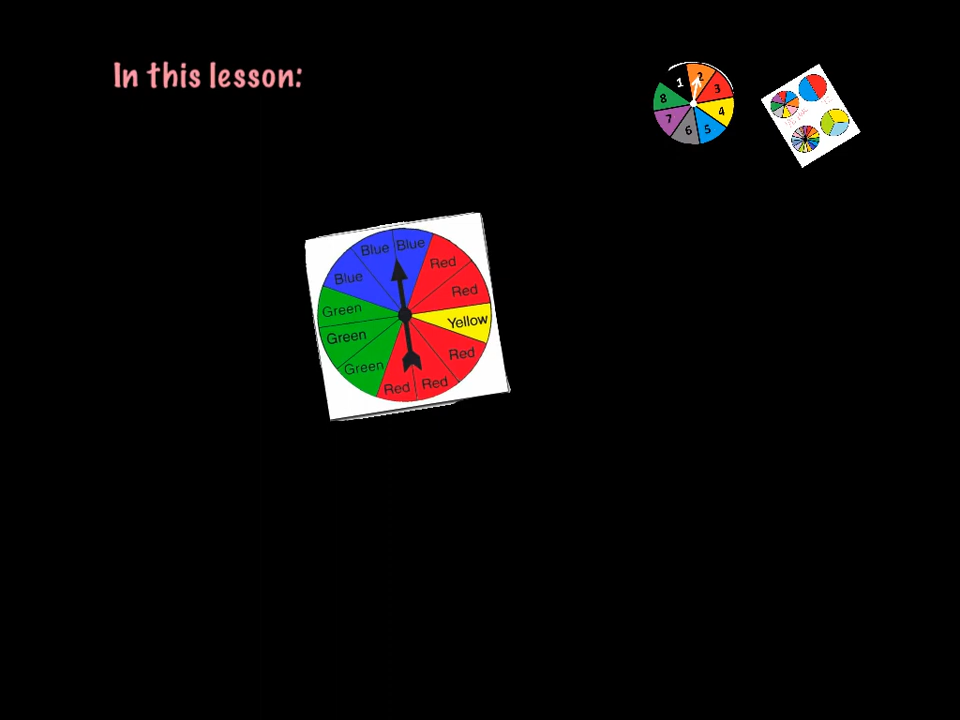 In this lesson:
1
2
3
4
5
6
7
8
Blue
Blue
Red
Blue
Red
Green
Yellow
Green
Red
Green
Red
Red